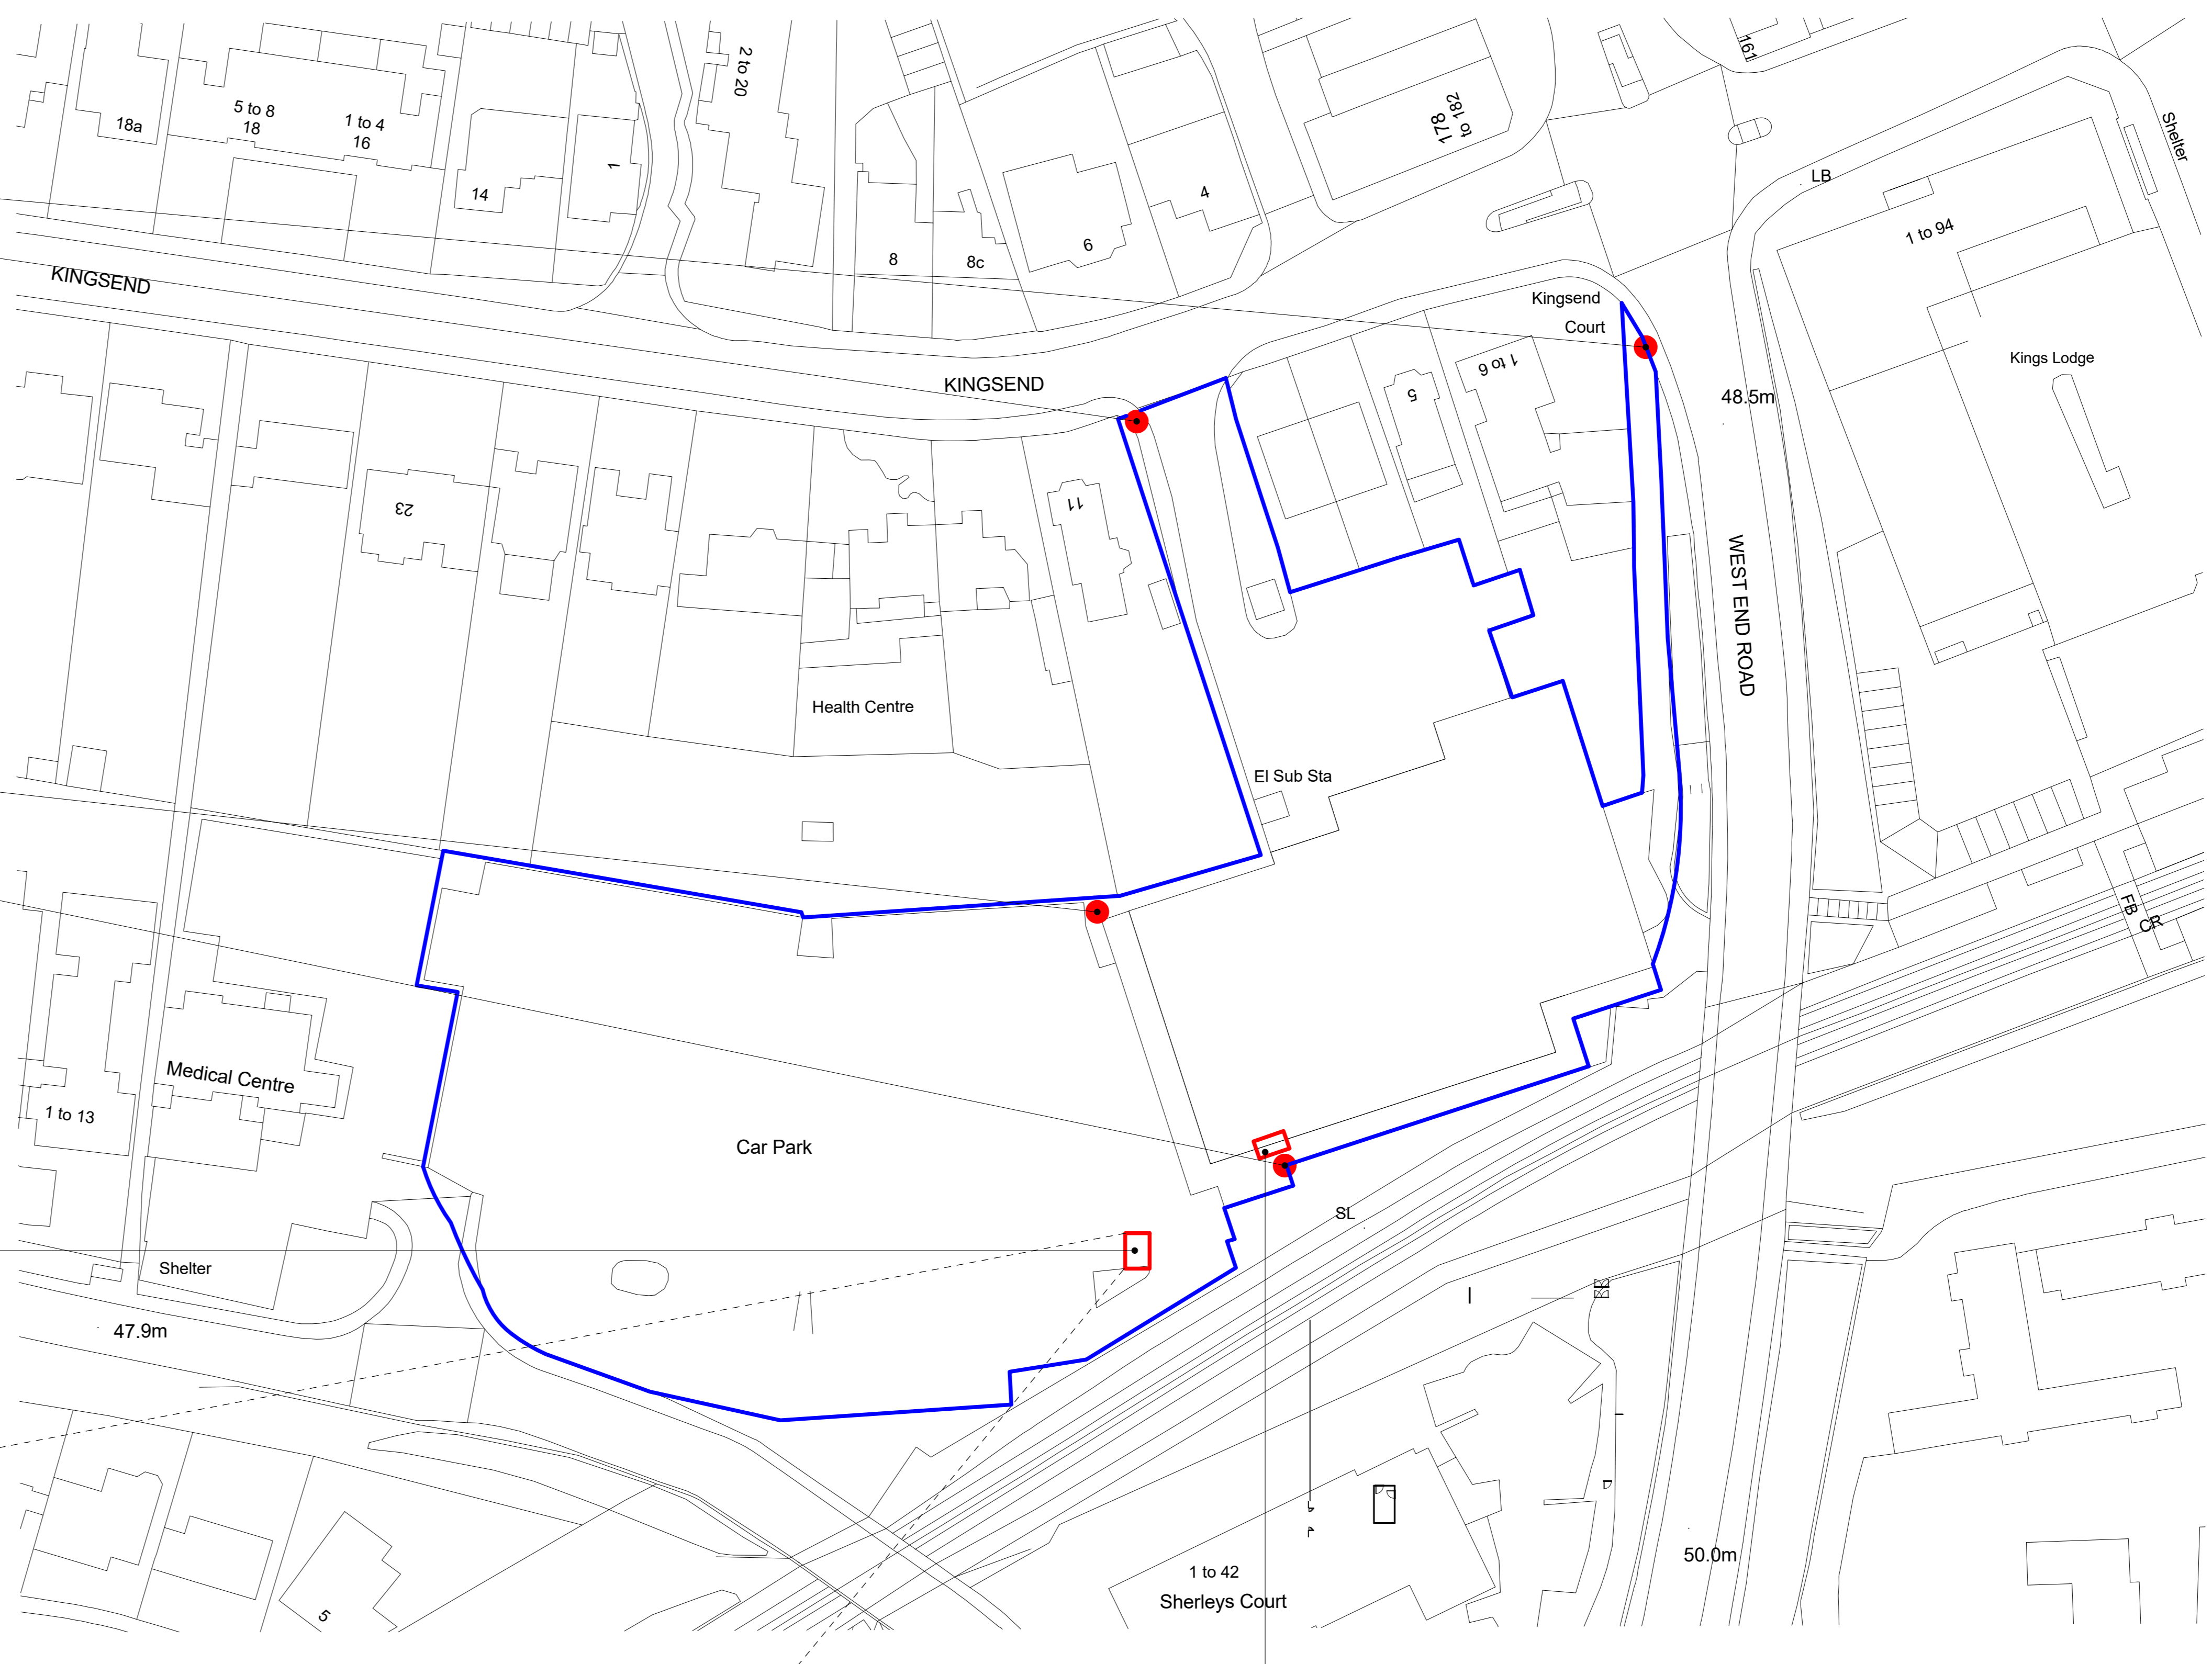 161
2 to 20
178
to 182
Shelter
5 to 8
18
18a
1 to 4
16
1
14
LB
4
6
1 to 94
8
8c
KINGSEND
Kingsend
Court
Kings Lodge
1 to 6
KINGSEND
5
48.5m
11
23
WEST END ROAD
Health Centre
El Sub Sta
FB
CR
Medical Centre
1 to 13
Car Park
SL
Shelter
47.9m
50.0m
1 to 42
Sherleys Court
5